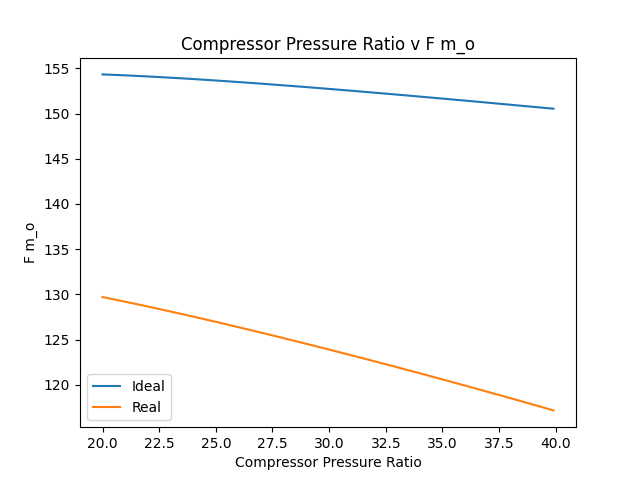 Compressor Pressure Ratio v F m_o
155
150
145
140
135
130
125
120
F m_o
Ideal
Real
20.0 22.5 25.0 27.5 30.0 32.5 35.0 37.5 40.0
Compressor Pressure Ratio